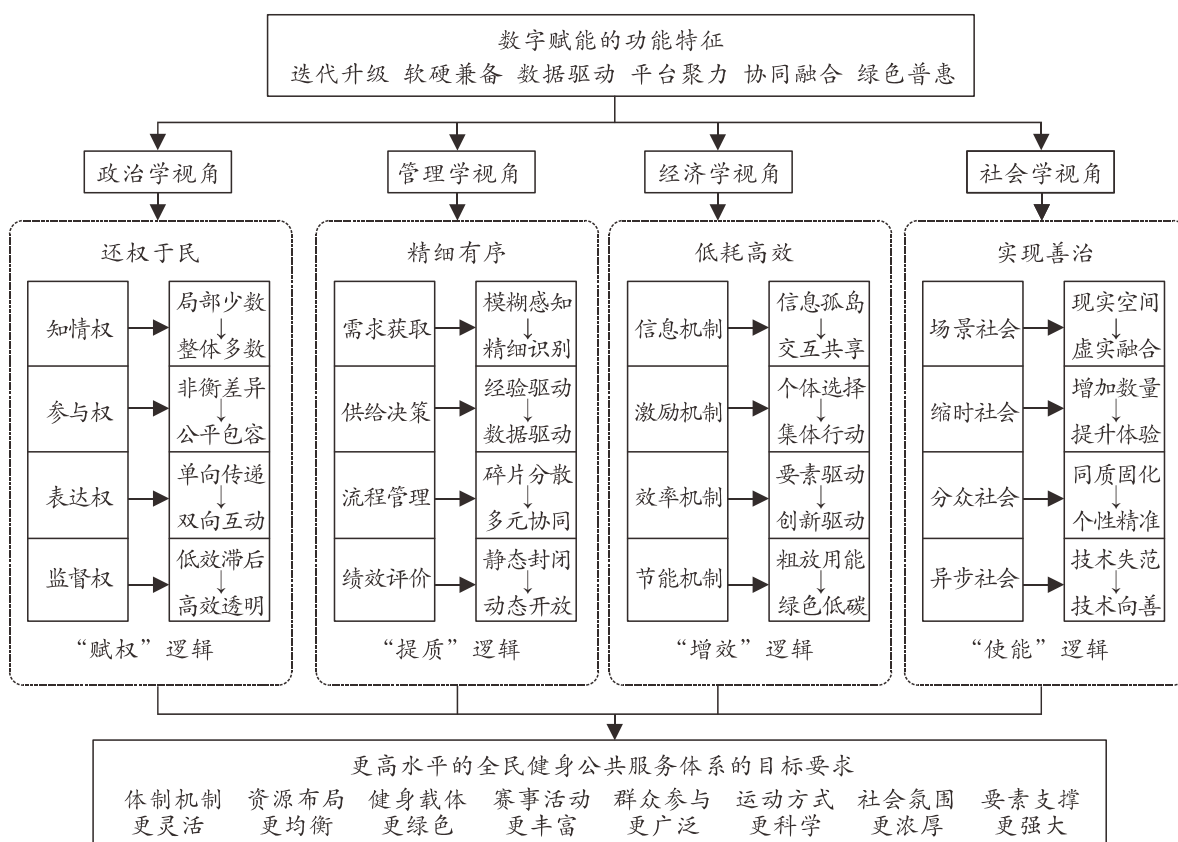 数字赋能的功能特征
迭代升级 软硬兼备 数据驱动 平台聚力 协同融合 绿色普惠
政治学视角
管理学视角
经济学视角
社会学视角
还权于民
知情权
局部少数
整体多数
参与权
非衡差异
公平包容
表达权
单向传递
双向互动
监督权
低效滞后
高效透明
“赋权”逻辑
精细有序
需求获取
模糊感知
精细识别
供给决策
经验驱动
数据驱动
流程管理
碎片分散
多元协同
绩效评价
静态封闭
动态开放
“提质”逻辑
低耗高效
信息机制
信息孤岛
交互共享
激励机制
个体选择
集体行动
效率机制
要素驱动
创新驱动
节能机制
粗放用能
绿色低碳
“增效”逻辑
实现善治
场景社会
现实空间
虚实融合
缩时社会
增加数量
提升体验
分众社会
同质固化
个性精准
异步社会
技术失范
技术向善
“使能”逻辑
更高水平的全民健身公共服务体系的目标要求
体制机制 资源布局 健身载体 赛事活动 群众参与 运动方式 社会氛围 要素支撑
更灵活 更均衡 更绿色 更丰富 更广泛 更科学 更浓厚 更强大